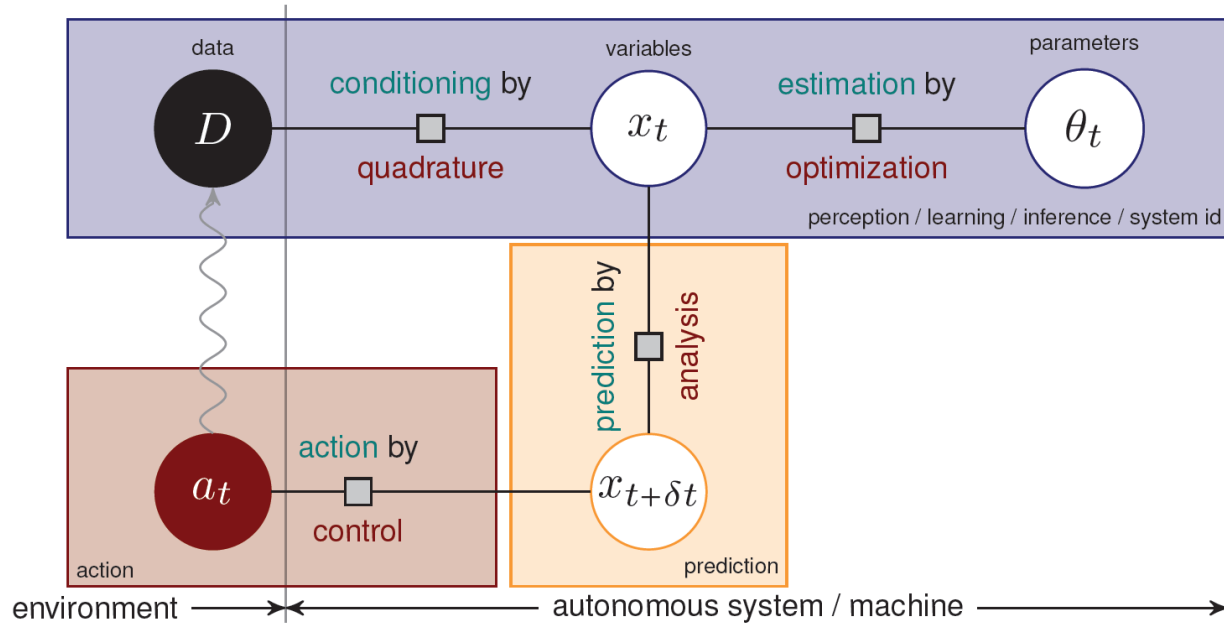 data
variables
parameters
conditioning by
estimation by
D
x_t
θ_t
quadrature
optimization
perception / learning / inference / system id
prediction by
analysis
action by
a_t
x_{t+δt}
control
action
prediction
environment
autonomous system / machine